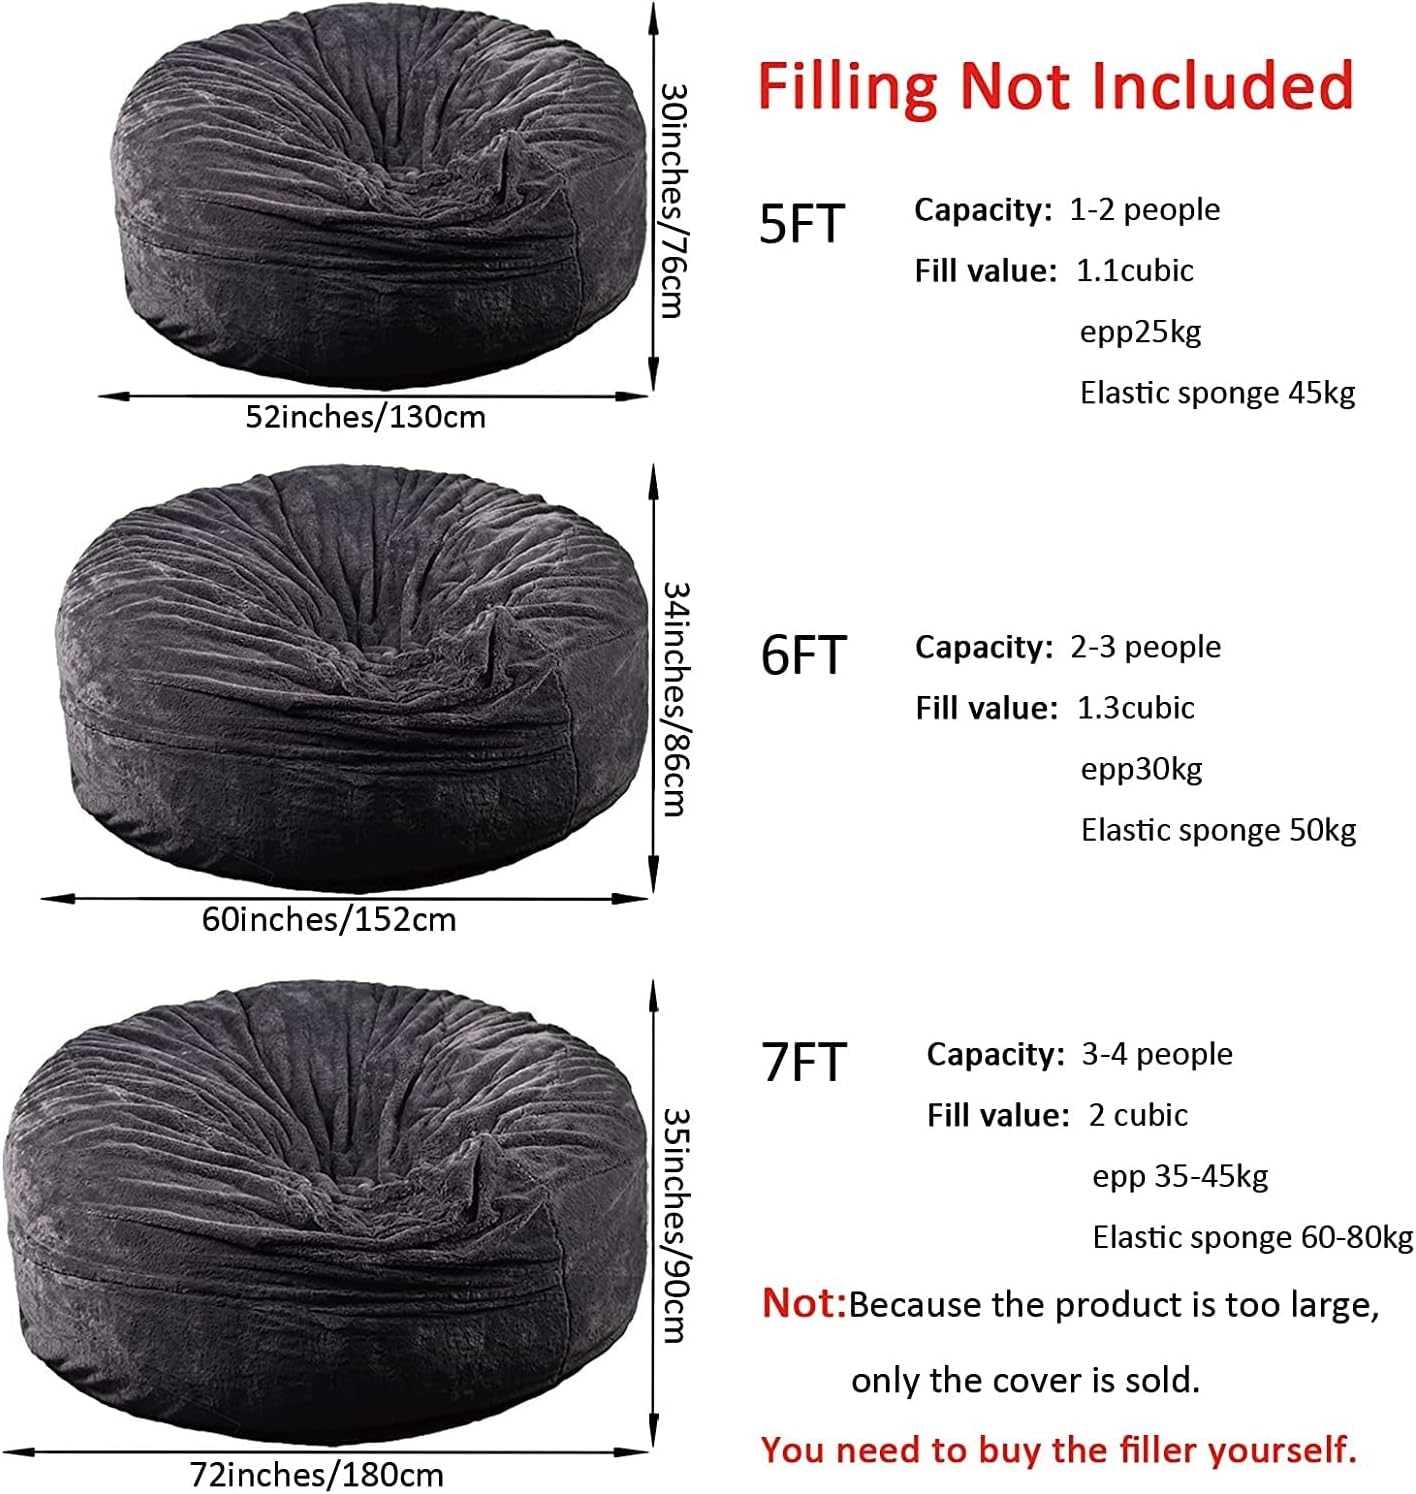 Filling Not Included
30inches/76cm
52inches/130cm
5FT
Capacity: 1-2 people
Fill value: 1.1cubic
epp25kg
Elastic sponge 45kg
34inches/86cm
60inches/152cm
6FT
Capacity: 2-3 people
Fill value: 1.3cubic
epp30kg
Elastic sponge 50kg
35inches/90cm
72inches/180cm
7FT
Capacity: 3-4 people
Fill value: 2 cubic
epp 35-45kg
Elastic sponge 60-80kg
Not:Because the product is too large,
only the cover is sold.
You need to buy the filler yourself.